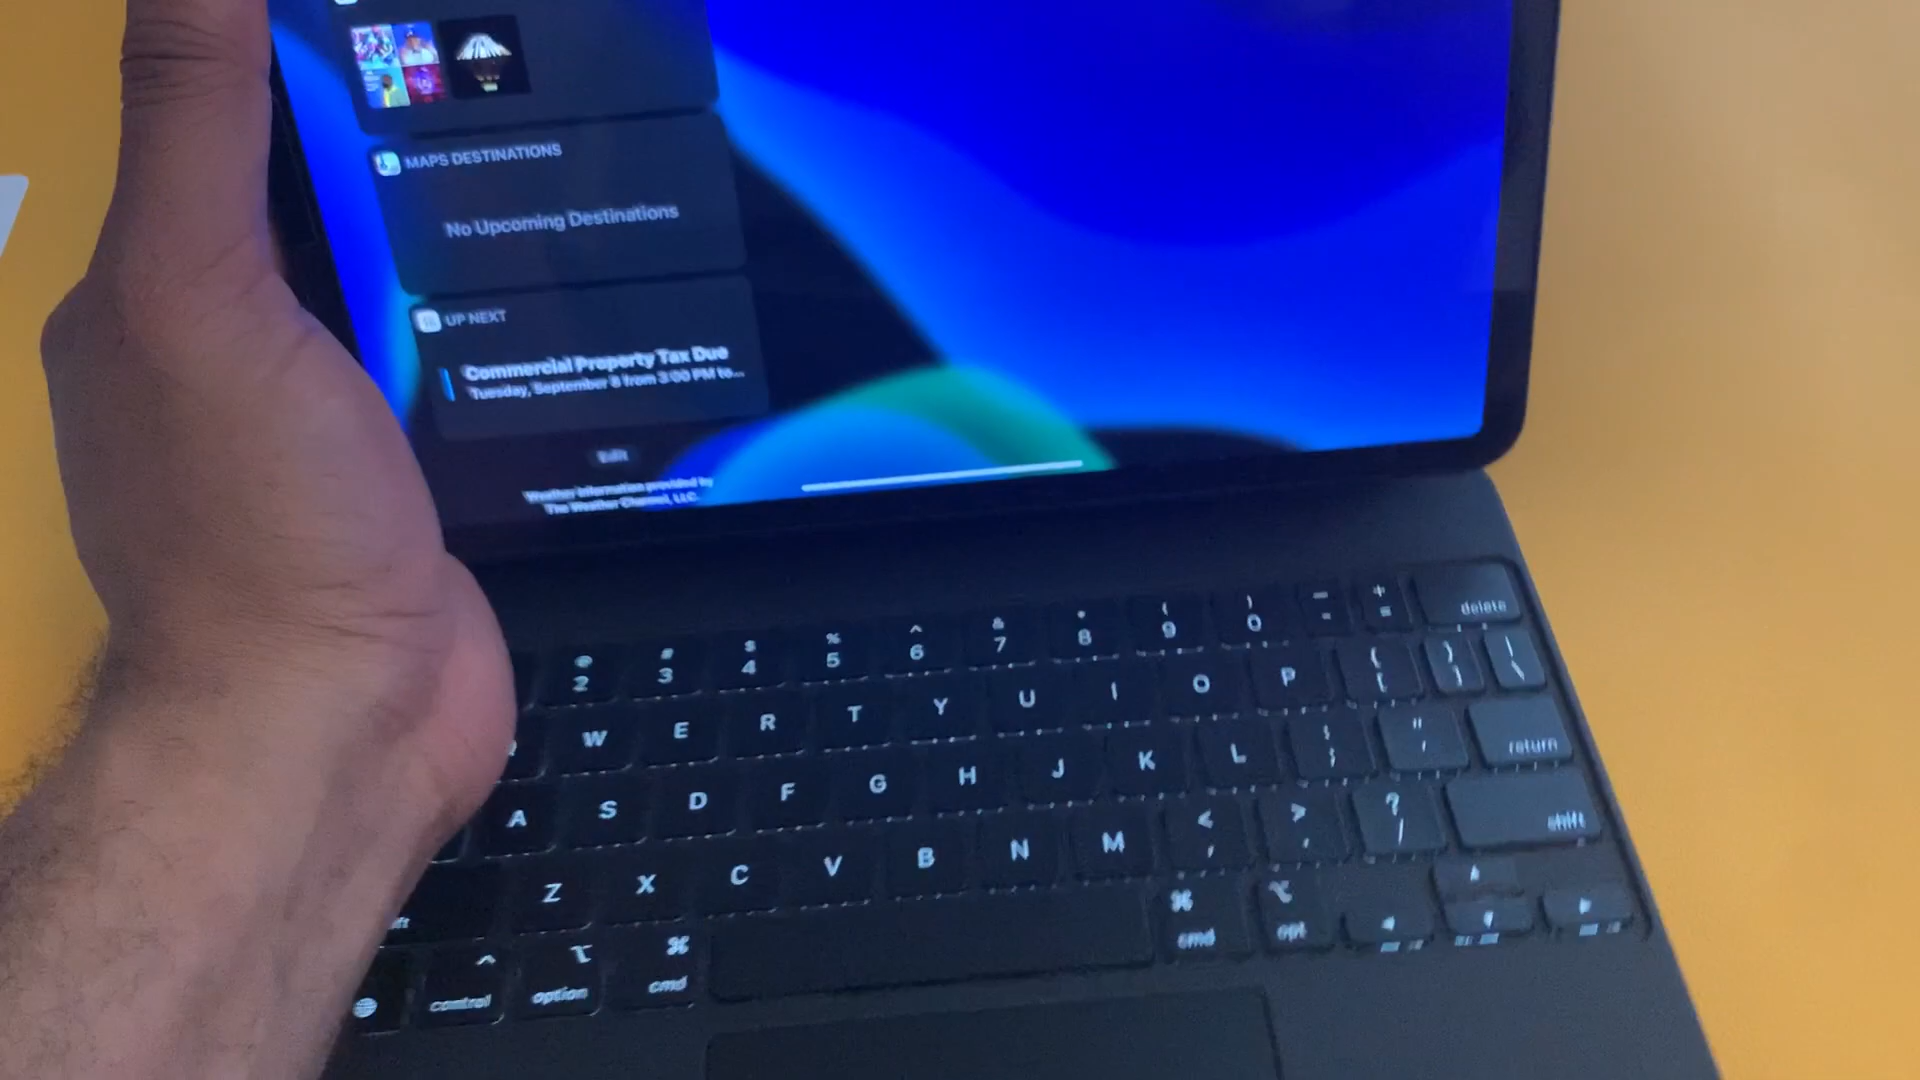 MAPS DESTINATIONS
No Upcoming Destinations
UP NEXT
Commercial Property Tax Due
Tuesday, September 8 from 3:00 PM to...
Edit
Weather information provided by
The Weather Channel, LLC.
@ # $ % ^ & * ( ) – +
2 3 4 5 6 7 8 9 0 - = delete
W E R T Y U I O P { } |
[ ] \
A S D F G H J K L : " return
; '
Z X C V B N M < > ? shift
, . /
^ ⌥ ⌘ ⌘ ⌥
control option cmd cmd opt ◀ ▲ ▼ ▶